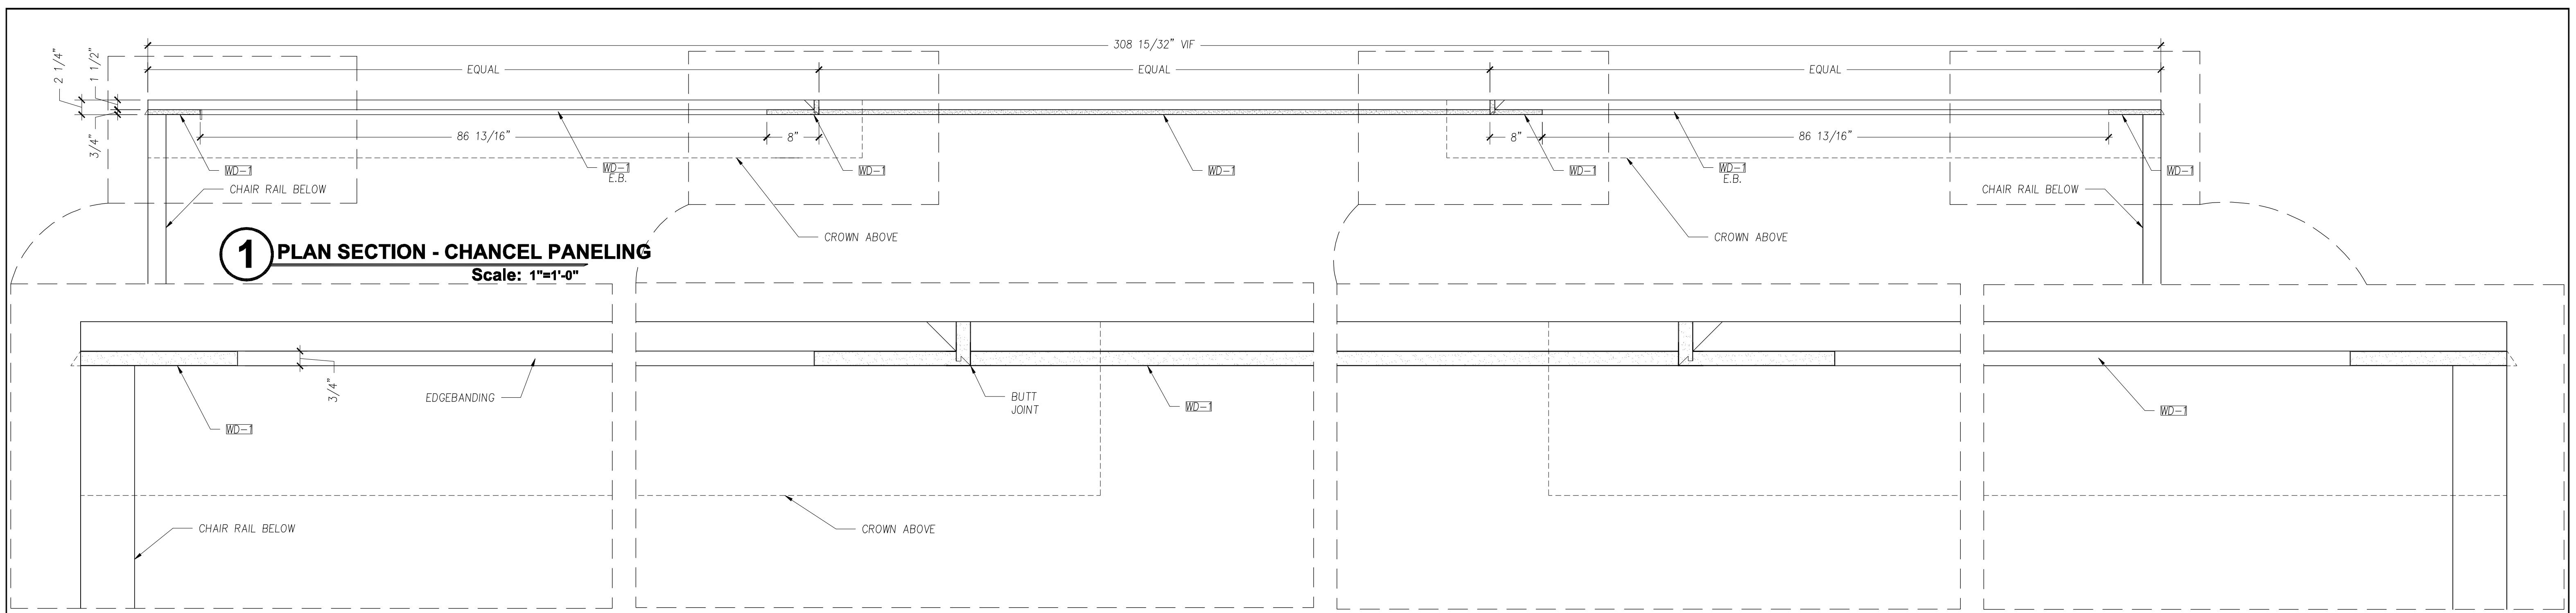 308 15/32" VIF
2 1/4"
1 1/2"
3/4"
EQUAL
EQUAL
EQUAL
86 13/16"
8"
8"
86 13/16"
WD-1
WD-1
E.B.
WD-1
WD-1
WD-1
WD-1
E.B.
WD-1
CHAIR RAIL BELOW
CHAIR RAIL BELOW
CROWN ABOVE
CROWN ABOVE
1 PLAN SECTION - CHANCEL PANELING
Scale: 1"=1'-0"
3/4"
EDGEBANDING
BUTT
JOINT
WD-1
WD-1
WD-1
CHAIR RAIL BELOW
CROWN ABOVE